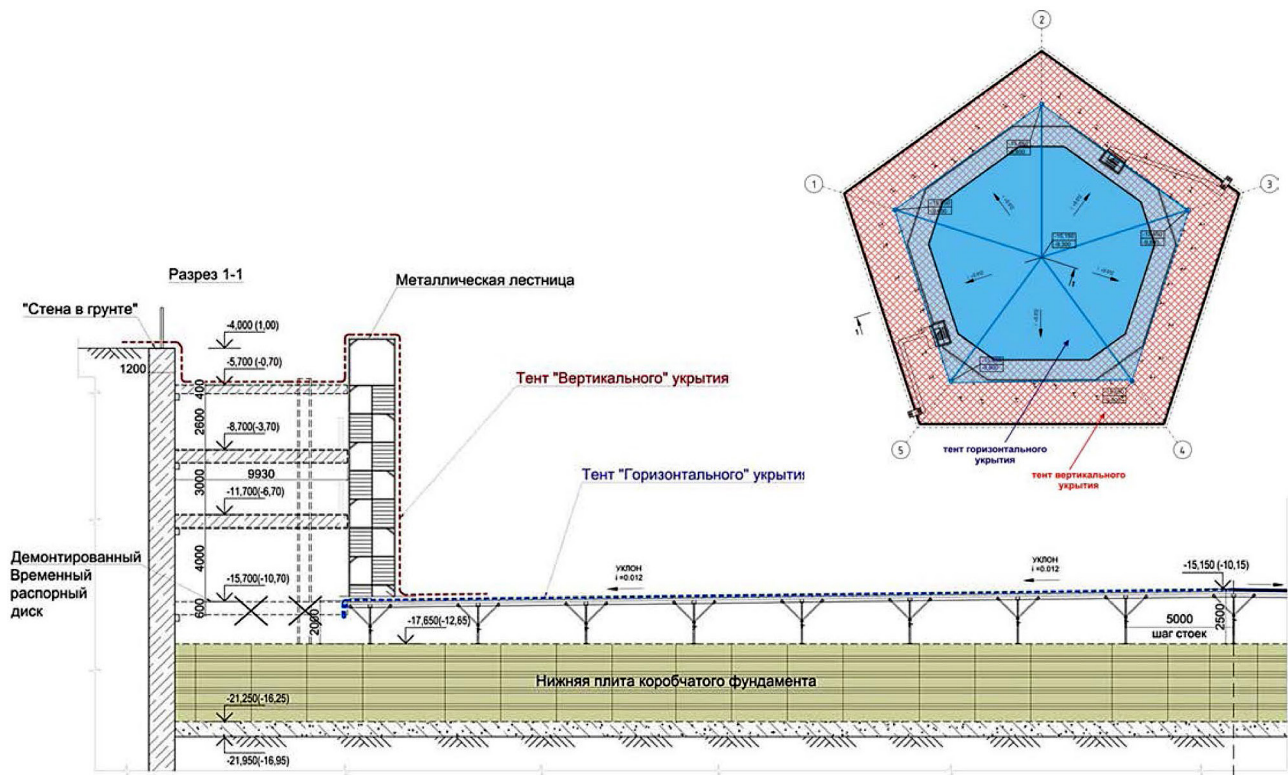 2
1
3
5
4
тент горизонтального
укрытия
тент вертикального
укрытия
1
Разрез 1-1
"Стена в грунте"
Металлическая лестница
-4,000 (1,00)
1200
-5,700 (-0,70)
400
Тент "Вертикального" укрытия
2600
-8,700(-3,70)
9930
3000
Тент "Горизонтального" укрыти
-11,700(-6,70)
4000
Демонтированный
Временный
распорный
диск
-15,700(-10,70)
600
2000
УКЛОН
i =0.012
УКЛОН
i =0.012
-15,150 (-10,15)
-17,650(-12,65)
5000
шаг стоек
2500
Нижняя плита коробчатого фундамента
-21,250(-16,25)
-21,950(-16,95)